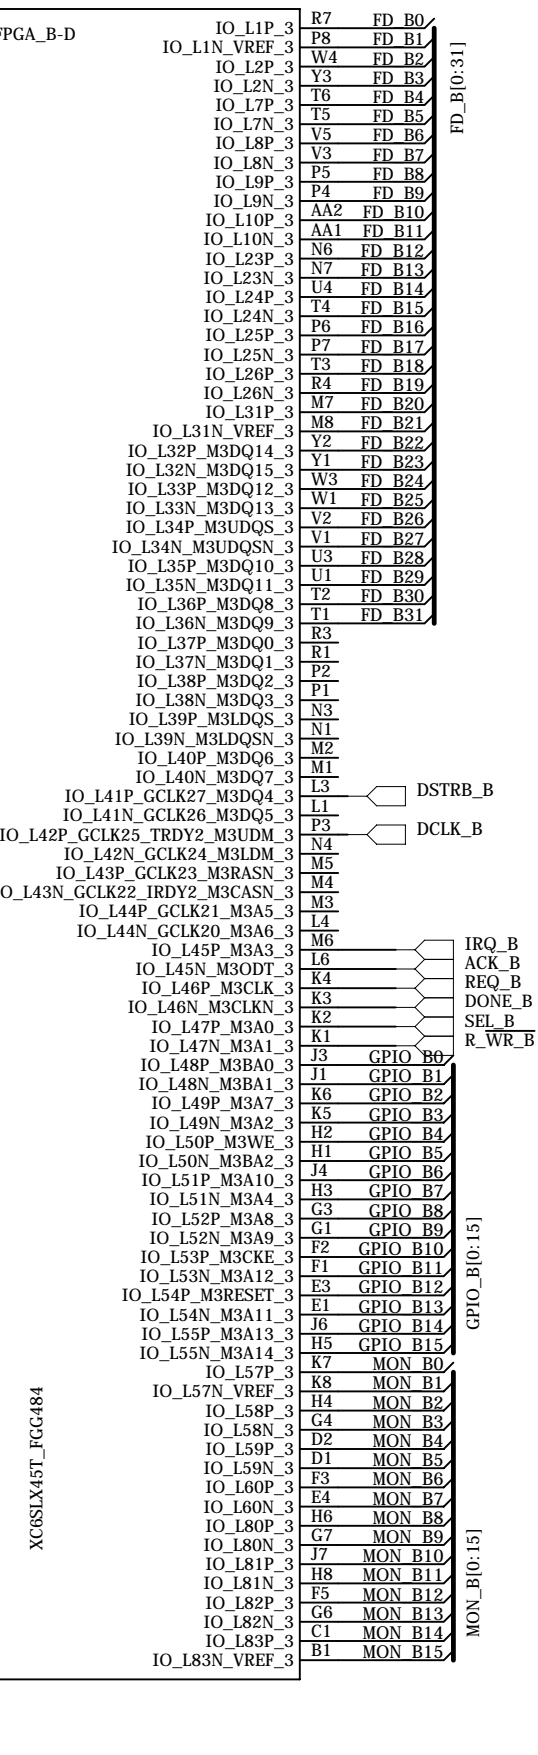 FPGA_B-D
IO_L1P_3 R7 FD_B0
IO_L1N_VREF_3 P8 FD_B1
IO_L2P_3 W4 FD_B2
IO_L2N_3 Y3 FD_B3
IO_L7P_3 T6 FD_B4
IO_L7N_3 T5 FD_B5
IO_L8P_3 V5 FD_B6
IO_L8N_3 V3 FD_B7
IO_L9P_3 P5 FD_B8
IO_L9N_3 P4 FD_B9
IO_L10P_3 AA2 FD_B10
IO_L10N_3 AA1 FD_B11
IO_L23P_3 N6 FD_B12
IO_L23N_3 N7 FD_B13
IO_L24P_3 U4 FD_B14
IO_L24N_3 T4 FD_B15
IO_L25P_3 P6 FD_B16
IO_L25N_3 P7 FD_B17
IO_L26P_3 T3 FD_B18
IO_L26N_3 R4 FD_B19
IO_L31P_3 M7 FD_B20
IO_L31N_VREF_3 M8 FD_B21
IO_L32P_M3DQ14_3 Y2 FD_B22
IO_L32N_M3DQ15_3 Y1 FD_B23
IO_L33P_M3DQ12_3 W3 FD_B24
IO_L33N_M3DQ13_3 W1 FD_B25
IO_L34P_M3UDQS_3 V2 FD_B26
IO_L34N_M3UDQSN_3 V1 FD_B27
IO_L35P_M3DQ10_3 U3 FD_B28
IO_L35N_M3DQ11_3 U1 FD_B29
IO_L36P_M3DQ8_3 T2 FD_B30
IO_L36N_M3DQ9_3 T1 FD_B31
FD_B[0:31]
IO_L37P_M3DQ0_3 R3
IO_L37N_M3DQ1_3 R1
IO_L38P_M3DQ2_3 P2
IO_L38N_M3DQ3_3 P1
IO_L39P_M3LDQS_3 N3
IO_L39N_M3LDQSN_3 N1
IO_L40P_M3DQ6_3 M2
IO_L40N_M3DQ7_3 M1
IO_L41P_GCLK27_M3DQ4_3 L3 DSTRB_B
IO_L41N_GCLK26_M3DQ5_3 L1
IO_L42P_GCLK25_TRDY2_M3UDM_3 P3 DCLK_B
IO_L42N_GCLK24_M3LDM_3 N4
IO_L43P_GCLK23_M3RASN_3 M5
IO_L43N_GCLK22_IRDY2_M3CASN_3 M4
IO_L44P_GCLK21_M3A5_3 M3
IO_L44N_GCLK20_M3A6_3 L4
IO_L45P_M3A3_3 M6 IRQ_B
IO_L45N_M3ODT_3 L6 ACK_B
IO_L46P_M3CLK_3 K4 REQ_B
IO_L46N_M3CLKN_3 K3 DONE_B
IO_L47P_M3A0_3 K2 SEL_B
IO_L47N_M3A1_3 K1 R_WR_B
IO_L48P_M3BA0_3 J3 GPIO_B0
IO_L48N_M3BA1_3 J1 GPIO_B1
IO_L49P_M3A7_3 K6 GPIO_B2
IO_L49N_M3A2_3 K5 GPIO_B3
IO_L50P_M3WE_3 H2 GPIO_B4
IO_L50N_M3BA2_3 H1 GPIO_B5
IO_L51P_M3A10_3 J4 GPIO_B6
IO_L51N_M3A4_3 H3 GPIO_B7
IO_L52P_M3A8_3 G3 GPIO_B8
IO_L52N_M3A9_3 G1 GPIO_B9
IO_L53P_M3CKE_3 F2 GPIO_B10
IO_L53N_M3A12_3 F1 GPIO_B11
IO_L54P_M3RESET_3 E3 GPIO_B12
IO_L54N_M3A11_3 E1 GPIO_B13
IO_L55P_M3A13_3 J6 GPIO_B14
IO_L55N_M3A14_3 H5 GPIO_B15
GPIO_B[0:15]
IO_L57P_3 K7 MON_B0
IO_L57N_VREF_3 K8 MON_B1
IO_L58P_3 H4 MON_B2
IO_L58N_3 G4 MON_B3
IO_L59P_3 D2 MON_B4
IO_L59N_3 D1 MON_B5
IO_L60P_3 F3 MON_B6
IO_L60N_3 E4 MON_B7
IO_L80P_3 H6 MON_B8
IO_L80N_3 G7 MON_B9
IO_L81P_3 J7 MON_B10
IO_L81N_3 H8 MON_B11
IO_L82P_3 F5 MON_B12
IO_L82N_3 G6 MON_B13
IO_L83P_3 C1 MON_B14
IO_L83N_VREF_3 B1 MON_B15
MON_B[0:15]
XC6SLX45T_FGG484